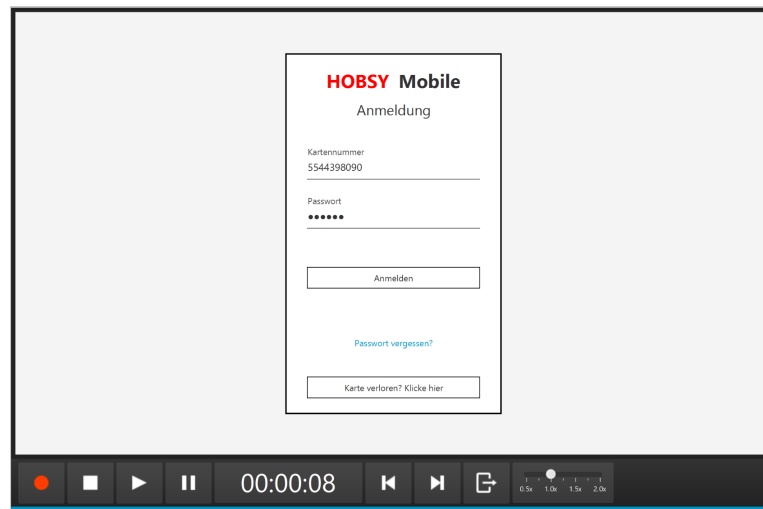 HOBSY Mobile
Anmeldung
Kartennummer
5544398090
Passwort
••••••
Anmelden
Passwort vergessen?
Karte verloren? Klicke hier
00:00:08
0.5x 1.0x 1.5x 2.0x